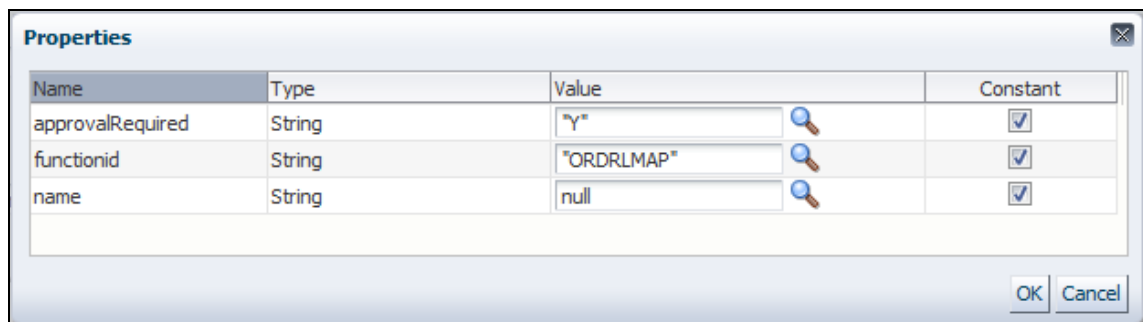 Properties
Name Type Value Constant
approvalRequired String "Y"
functionid String "ORDRLMAP"
name String null
OK Cancel